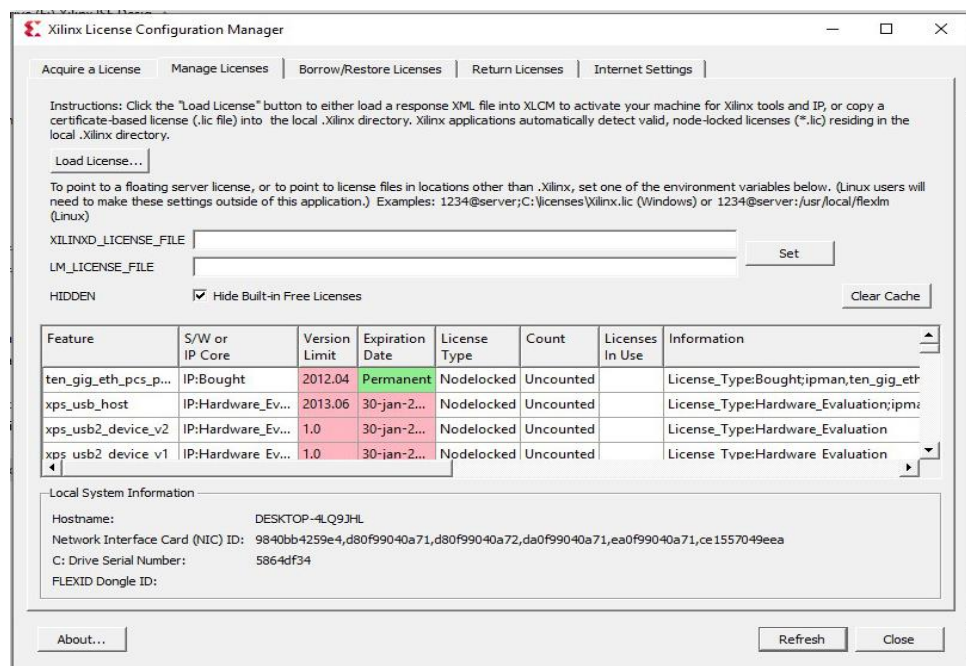 Xilinx License Configuration Manager
Acquire a License Manage Licenses Borrow/Restore Licenses Return Licenses Internet Settings
Instructions: Click the "Load License" button to either load a response XML file into XLCM to activate your machine for Xilinx tools and IP, or copy a
certificate-based license (.lic file) into the local .Xilinx directory. Xilinx applications automatically detect valid, node-locked licenses (*.lic) residing in the
local .Xilinx directory.
Load License...
To point to a floating server license, or to point to license files in locations other than .Xilinx, set one of the environment variables below. (Linux users will
need to make these settings outside of this application.) Examples: 1234@server;C:\licenses\Xilinx.lic (Windows) or 1234@server:/usr/local/flexlm
(Linux)
XILINXD_LICENSE_FILE
Set
LM_LICENSE_FILE
HIDDEN Hide Built-in Free Licenses Clear Cache
Feature S/W or IP Core Version Limit Expiration Date License Type Count Licenses In Use Information
ten_gig_eth_pcs_p... IP:Bought 2012.04 Permanent Nodelocked Uncounted License_Type:Bought;ipman,ten_gig_eth
xps_usb_host IP:Hardware_Ev... 2013.06 30-jan-2... Nodelocked Uncounted License_Type:Hardware_Evaluation;ipma
xps_usb2_device_v2 IP:Hardware_Ev... 1.0 30-jan-2... Nodelocked Uncounted License_Type:Hardware_Evaluation
xps_usb2_device_v1 IP:Hardware_Ev... 1.0 30-jan-2... Nodelocked Uncounted License_Type:Hardware_Evaluation
Local System Information
Hostname: DESKTOP-4LQ9JHL
Network Interface Card (NIC) ID: 9840bb4259e4,d80f99040a71,d80f99040a72,da0f99040a71,ea0f99040a71,ce1557049eea
C: Drive Serial Number: 5864df34
FLEXID Dongle ID:
About... Refresh Close